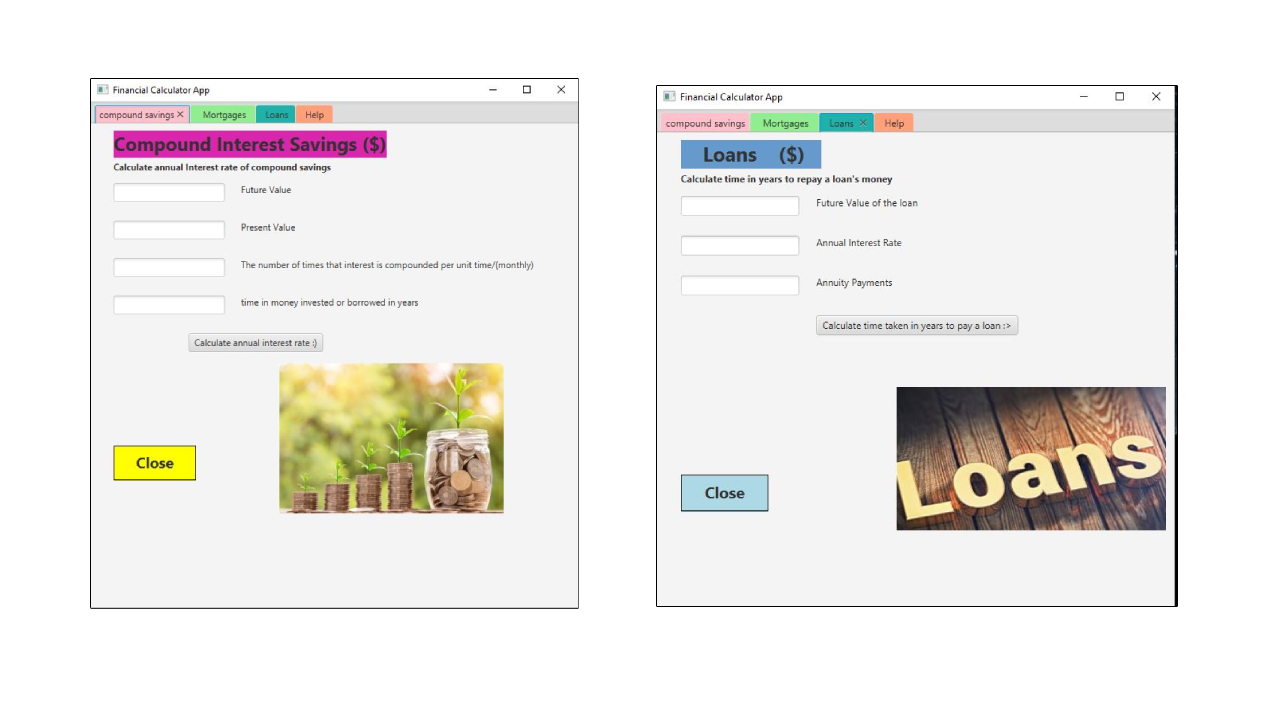 Financial Calculator App
compound savings Mortgages Loans Help
Compound Interest Savings ($)
Calculate annual Interest rate of compound savings
Future Value
Present Value
The number of times that interest is compounded per unit time/(monthly)
time in money invested or borrowed in years
Calculate annual interest rate :)
Close
Financial Calculator App
compound savings Mortgages Loans Help
Loans ($)
Calculate time in years to repay a loan's money
Future Value of the loan
Annual Interest Rate
Annuity Payments
Calculate time taken in years to pay a loan :>
Loans
Close